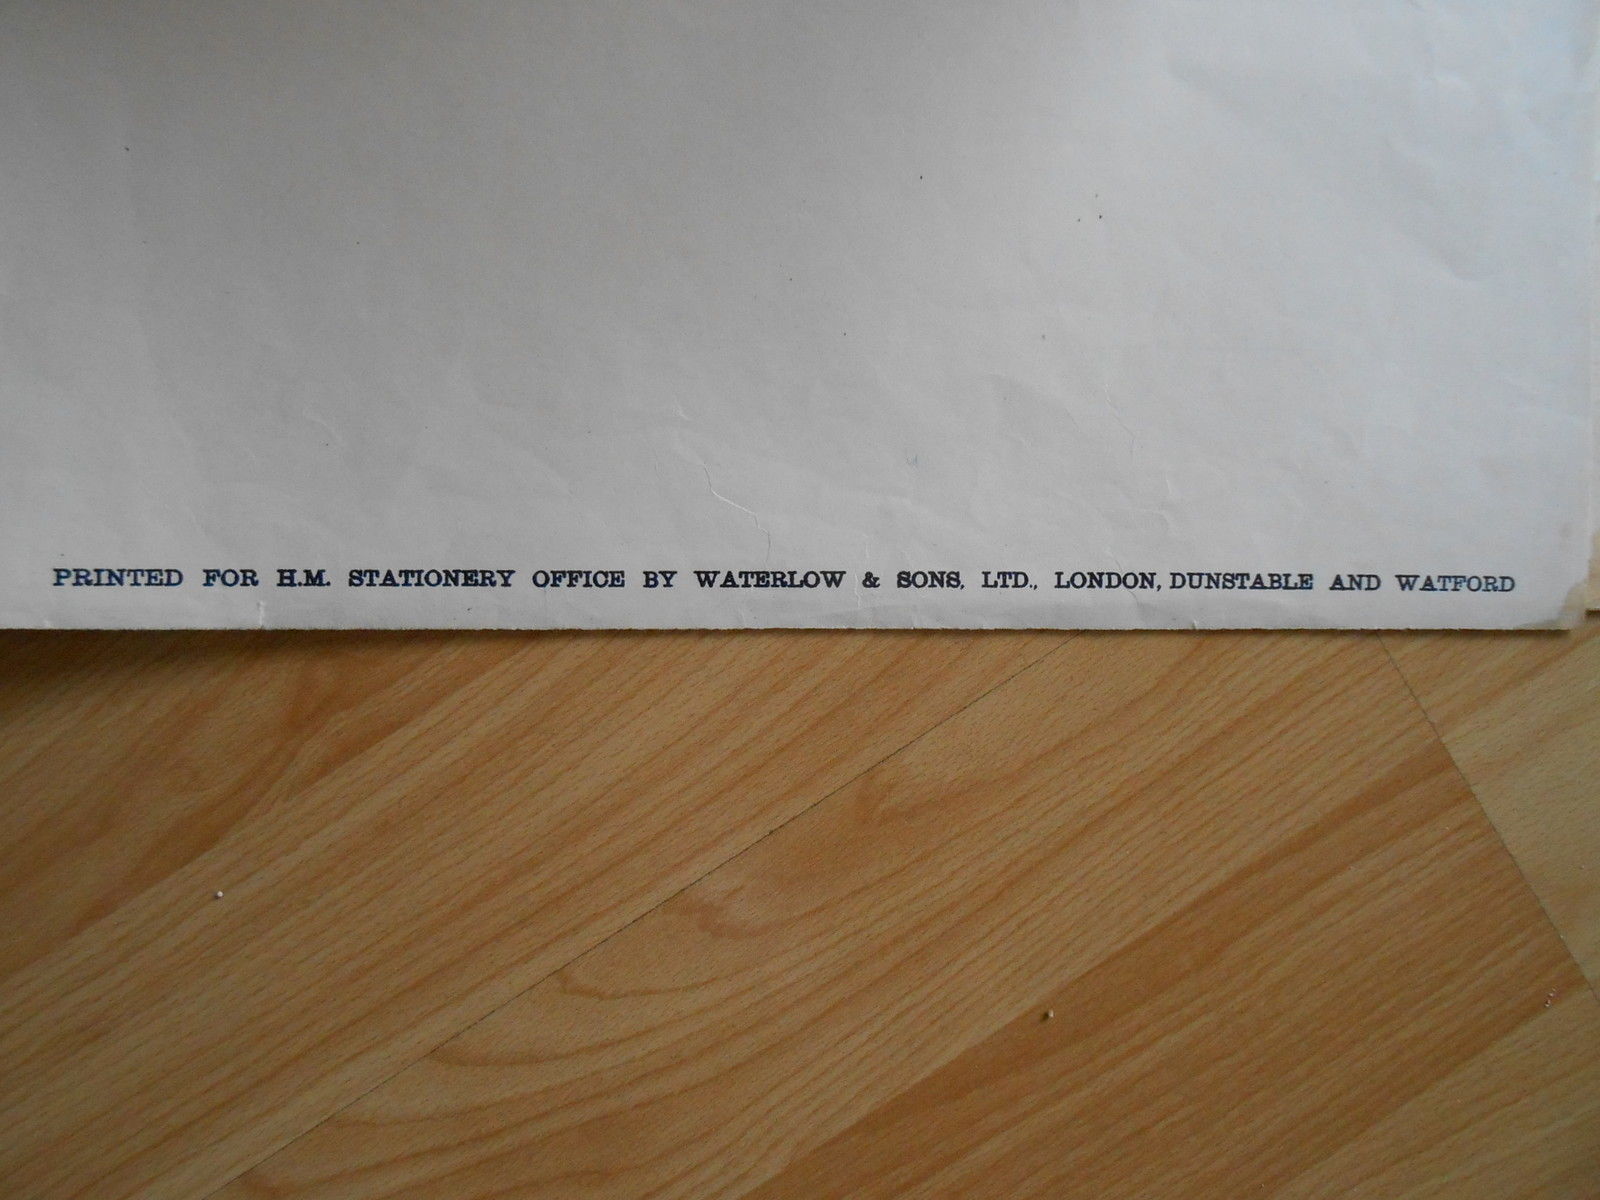 PRINTED FOR H.M. STATIONERY OFFICE BY WATERLOW & SONS, LTD., LONDON, DUNSTABLE AND WATFORD